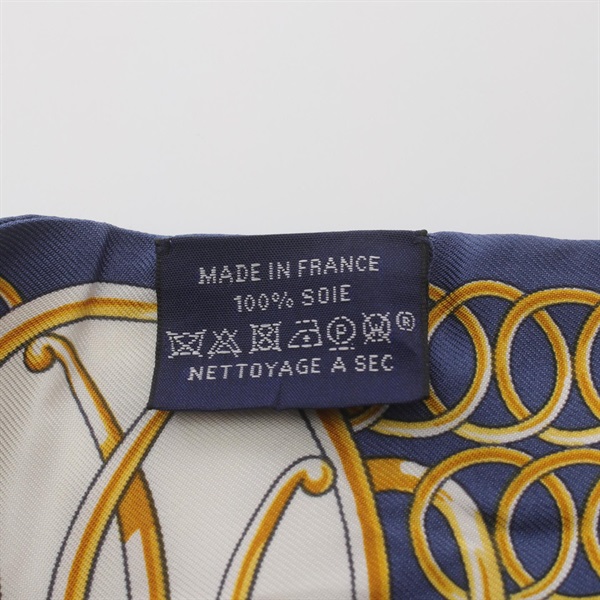 MADE IN FRANCE
100% SOIE
P W ®
NETTOYAGE A SEC